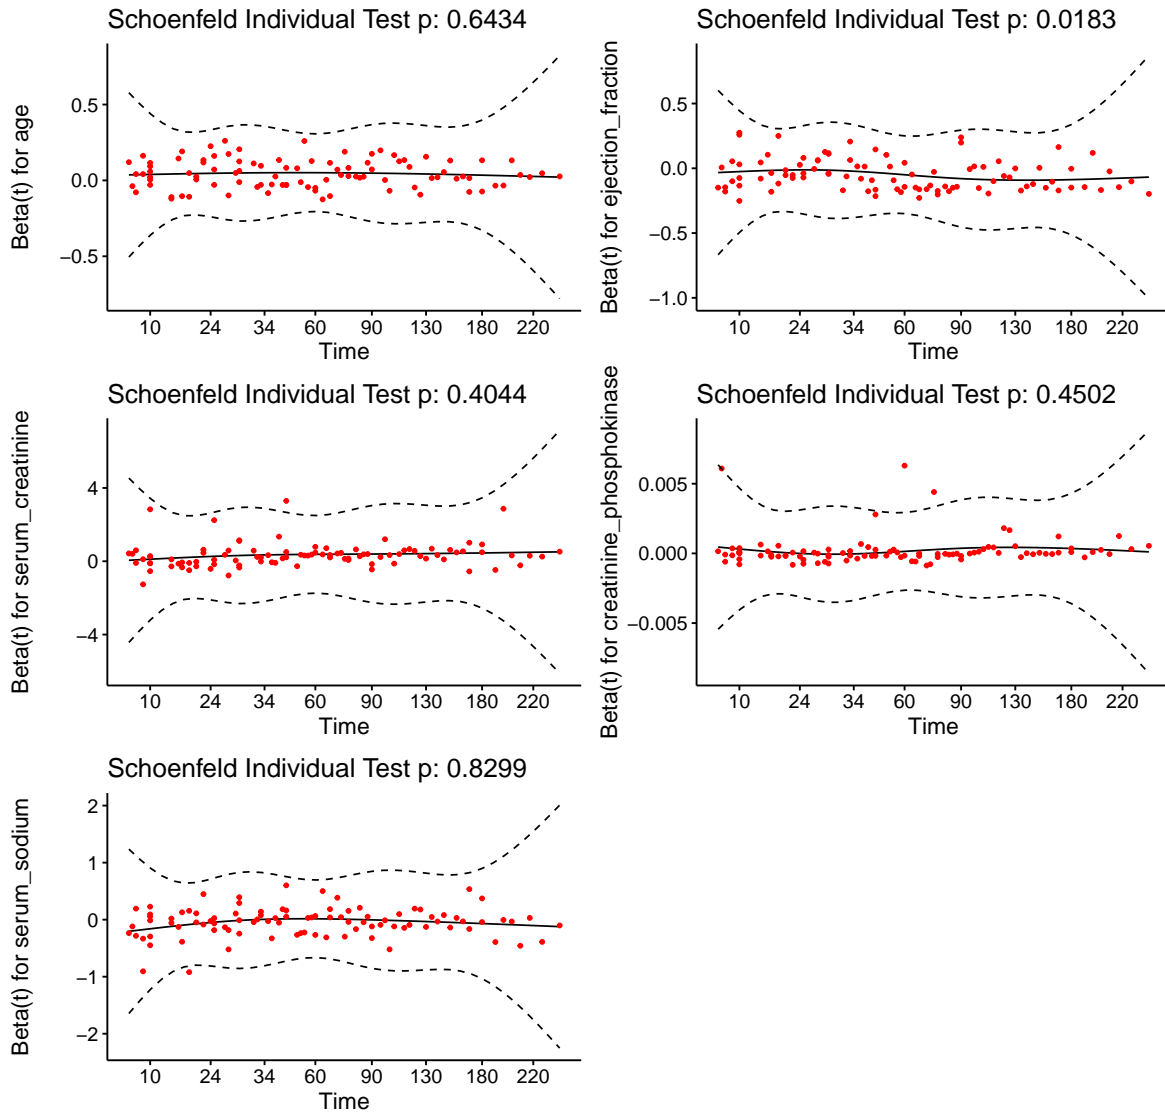 Schoenfeld Individual Test p: 0.6434
Beta(t) for age
0.5
0.0
−0.5
10 24 34 60 90 130 180 220
Time
Schoenfeld Individual Test p: 0.0183
Beta(t) for ejection_fraction
0.5
0.0
−0.5
−1.0
10 24 34 60 90 130 180 220
Time
Schoenfeld Individual Test p: 0.4044
Beta(t) for serum_creatinine
4
0
−4
10 24 34 60 90 130 180 220
Time
Schoenfeld Individual Test p: 0.4502
Beta(t) for creatinine_phosphokinase
0.005
0.000
−0.005
10 24 34 60 90 130 180 220
Time
Schoenfeld Individual Test p: 0.8299
Beta(t) for serum_sodium
2
1
0
−1
−2
10 24 34 60 90 130 180 220
Time